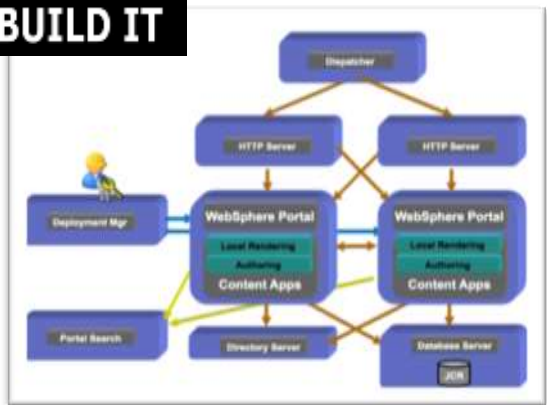 BUILD IT
Dispatcher
HTTP Server
HTTP Server
Deployment Mgr
WebSphere Portal
Local Rendering
Authoring
Content Apps
WebSphere Portal
Local Rendering
Authoring
Content Apps
Portal Search
Directory Server
Database Server
JCR